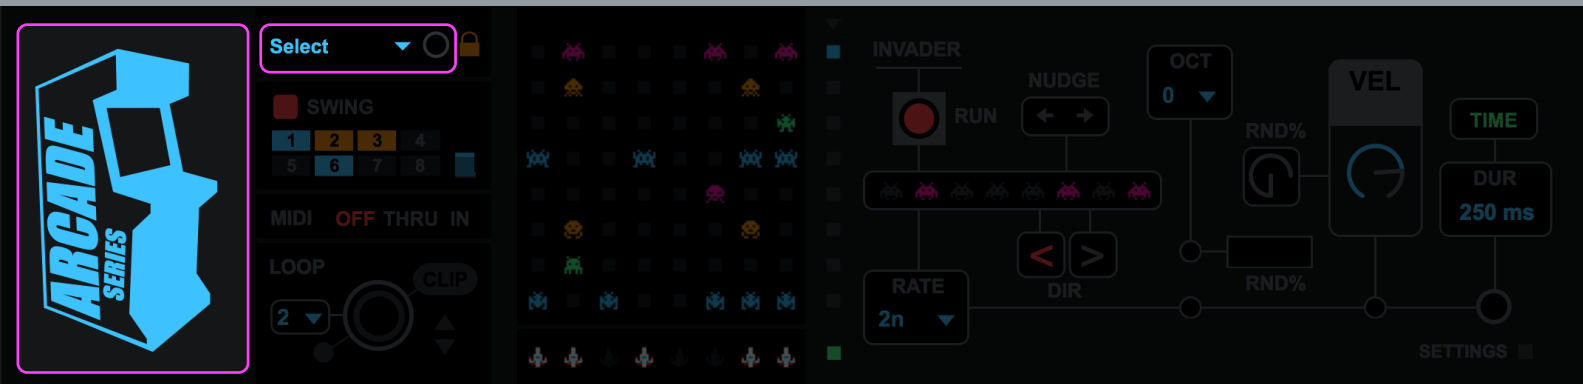 ARCADE
SERIES
Select
SWING
1 2 3 4
5 6 7 8
MIDI OFF THRU IN
LOOP
CLIP
2
INVADER
RUN
NUDGE
< >
DIR
RATE
2n
OCT
0
RND%
RND%
VEL
TIME
DUR
250 ms
SETTINGS